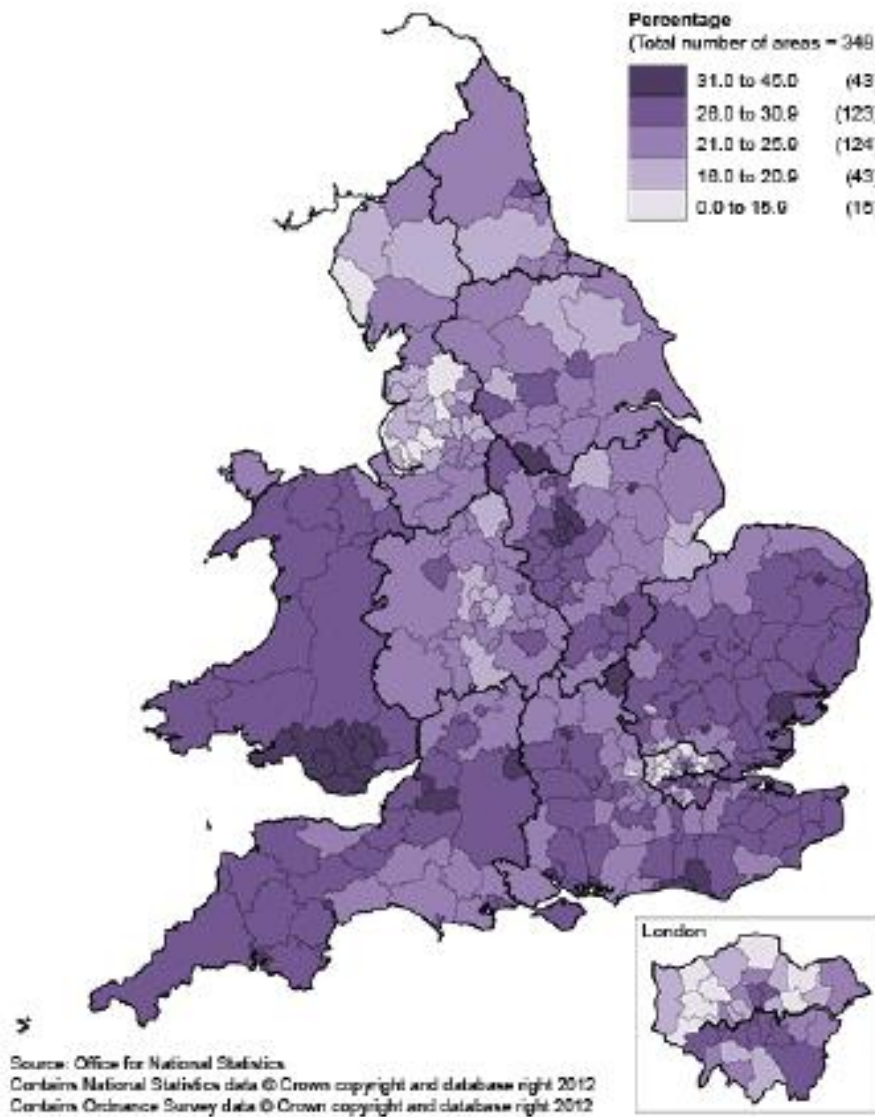 Percentage
(Total number of areas = 348
31.0 to 45.0 (43)
26.0 to 30.9 (123)
21.0 to 25.9 (124)
16.0 to 20.9 (43)
0.0 to 15.9 (15)
London
Source: Office for National Statistics
Contains National Statistics data © Crown copyright and database right 2012
Contains Ordnance Survey data © Crown copyright and database right 2012